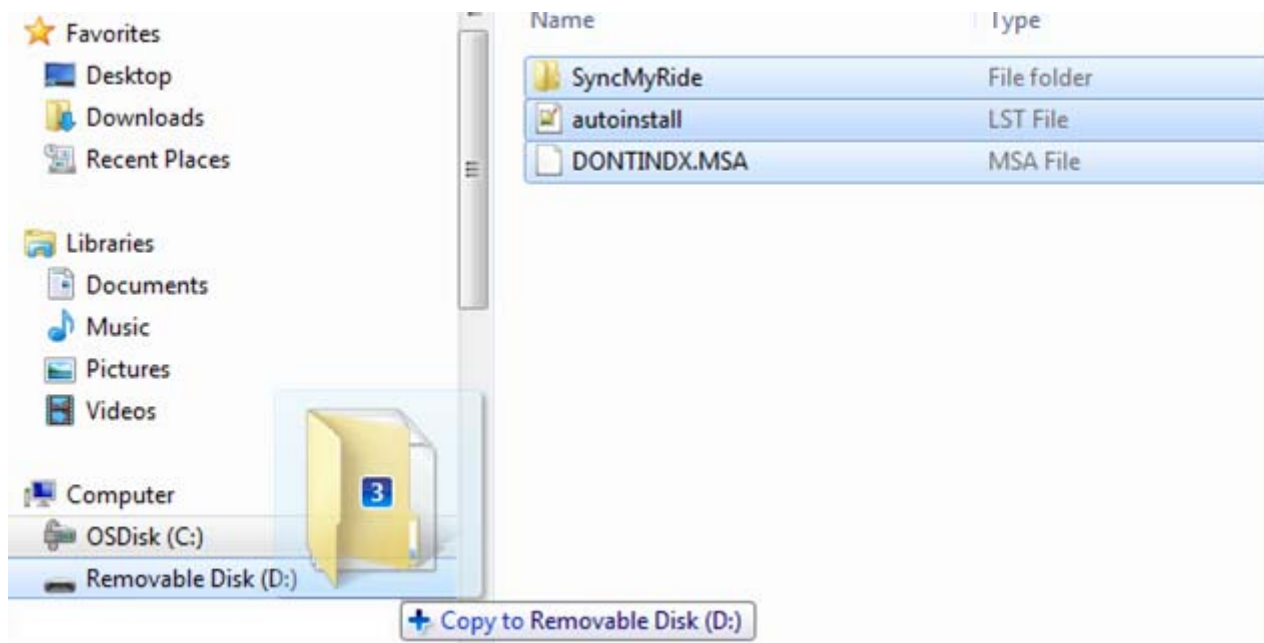 Favorites
Desktop
Downloads
Recent Places
Libraries
Documents
Music
Pictures
Videos
Computer
OSDisk (C:)
Removable Disk (D:)
Name Type
SyncMyRide File folder
autoinstall LST File
DONTINDX.MSA MSA File
3
Copy to Removable Disk (D:)